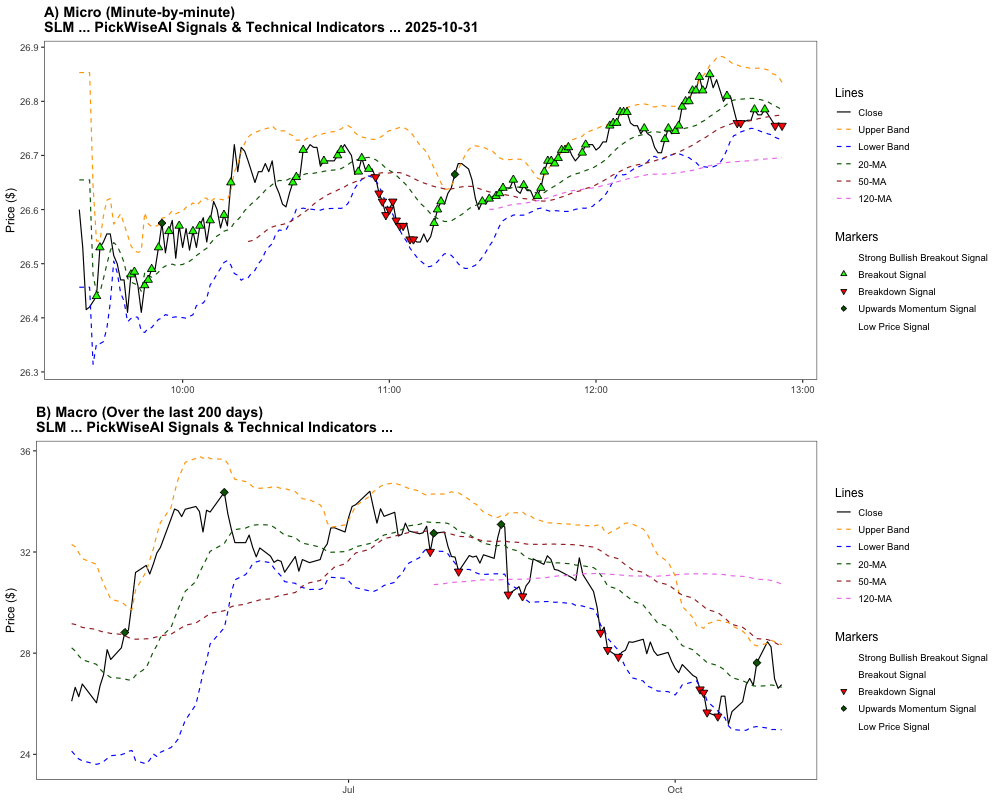 A) Micro (Minute-by-minute)
SLM ... PickWiseAI Signals & Technical Indicators ... 2025-10-31
26.9
26.8
26.7
26.6
26.5
26.4
26.3
Price ($)
10:00
11:00
12:00
13:00
Lines
Close
Upper Band
Lower Band
20-MA
50-MA
120-MA
Markers
Strong Bullish Breakout Signal
Breakout Signal
Breakdown Signal
Upwards Momentum Signal
Low Price Signal
B) Macro (Over the last 200 days)
SLM ... PickWiseAI Signals & Technical Indicators ...
36
32
28
24
Price ($)
Jul
Oct
Lines
Close
Upper Band
Lower Band
20-MA
50-MA
120-MA
Markers
Strong Bullish Breakout Signal
Breakout Signal
Breakdown Signal
Upwards Momentum Signal
Low Price Signal